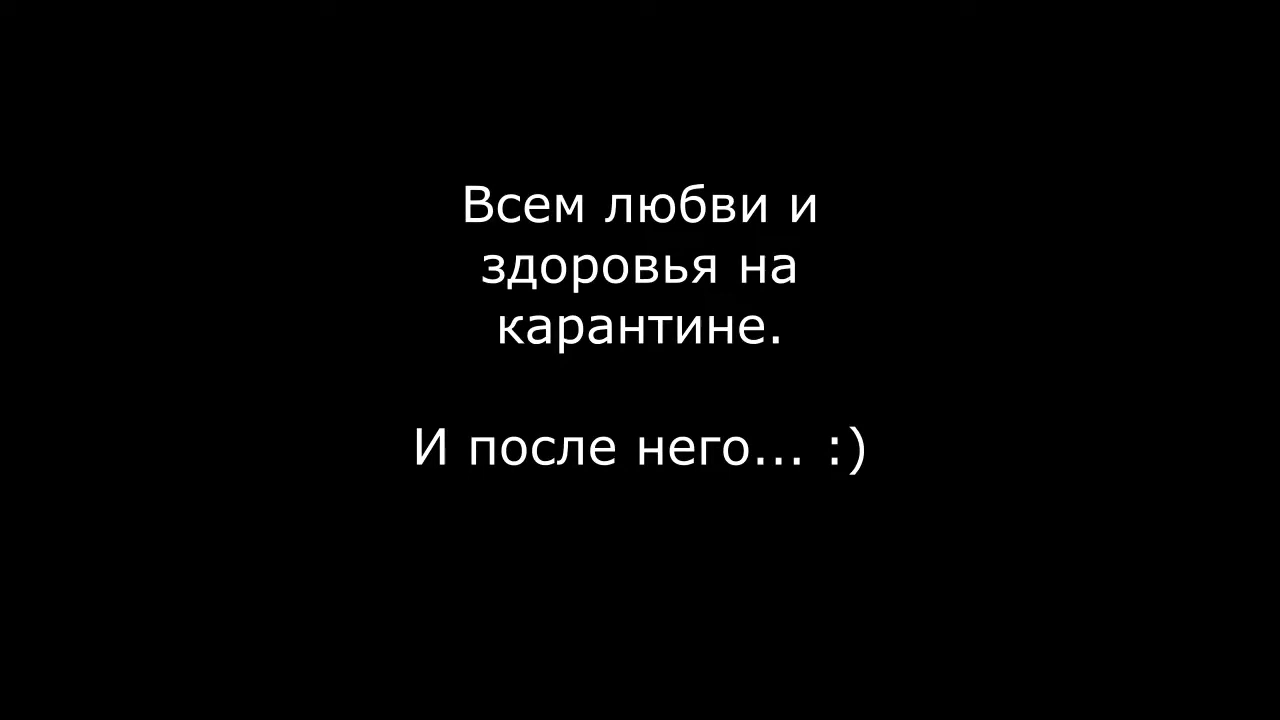 Всем любви и
здоровья на
карантине.
И после него... :)